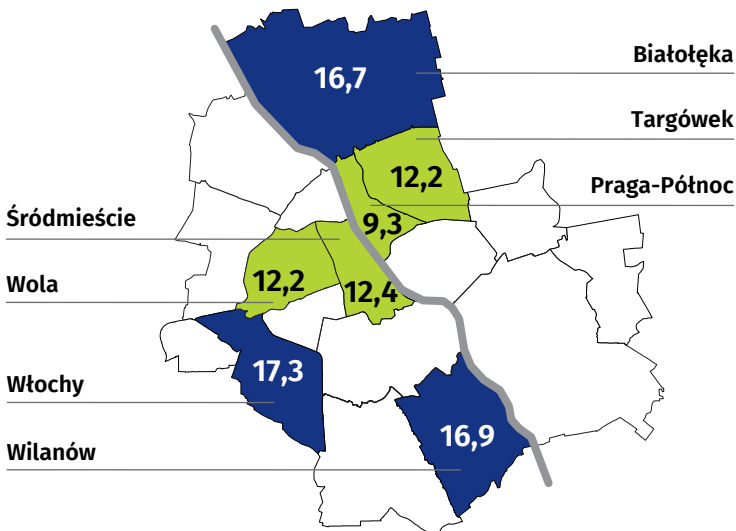 Białołęka
16,7
Targówek
12,2
Praga-Północ
9,3
Śródmieście
12,4
Wola
12,2
Włochy
17,3
Wilanów
16,9